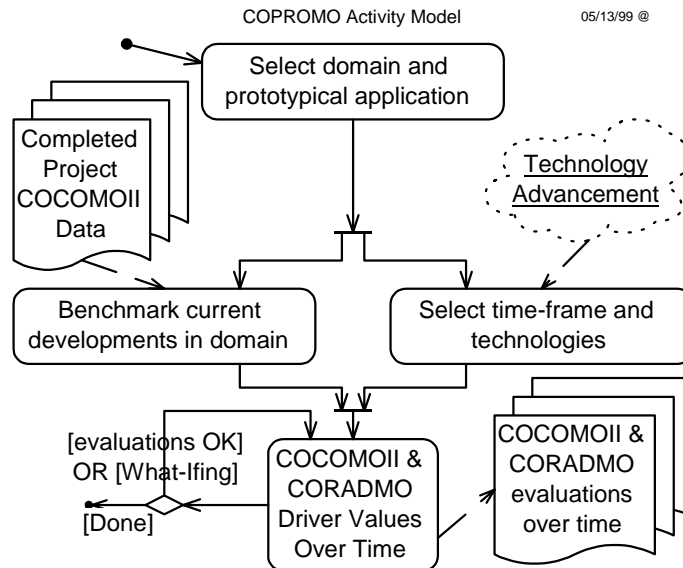 COPROMO Activity Model
05/13/99 @
Select domain and
prototypical application
Completed
Project
COCOMOII
Data
Technology
Advancement
Benchmark current
developments in domain
Select time-frame and
technologies
[evaluations OK]
OR [What-Ifing]
[Done]
COCOMOII &
CORADMO
Driver Values
Over Time
COCOMOII &
CORADMO
evaluations
over time